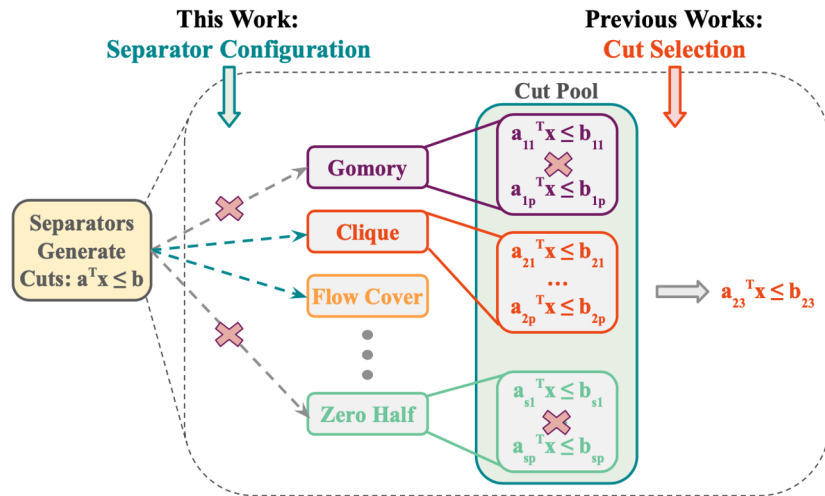 This Work:
Separator Configuration
Previous Works:
Cut Selection
Cut Pool
Separators
Generate
Cuts: aᵀx ≤ b
Gomory
Clique
Flow Cover
Zero Half
a₁₁ᵀx ≤ b₁₁
a₁ₚᵀx ≤ b₁ₚ
a₂₁ᵀx ≤ b₂₁
...
a₂ₚᵀx ≤ b₂ₚ
aₛ₁ᵀx ≤ bₛ₁
aₛₚᵀx ≤ bₛₚ
a₂₃ᵀx ≤ b₂₃